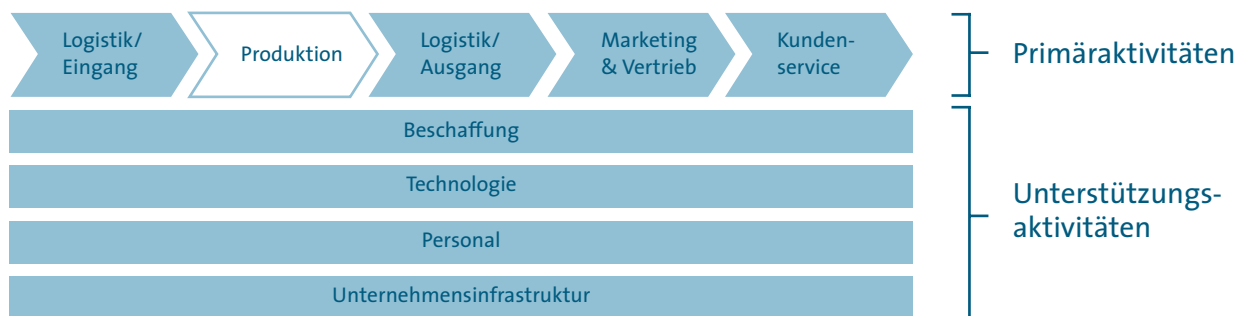 Logistik/
Eingang
Produktion
Logistik/
Ausgang
Marketing
& Vertrieb
Kunden-
service
Primäraktivitäten
Beschaffung
Technologie
Personal
Unternehmensinfrastruktur
Unterstützungs-
aktivitäten